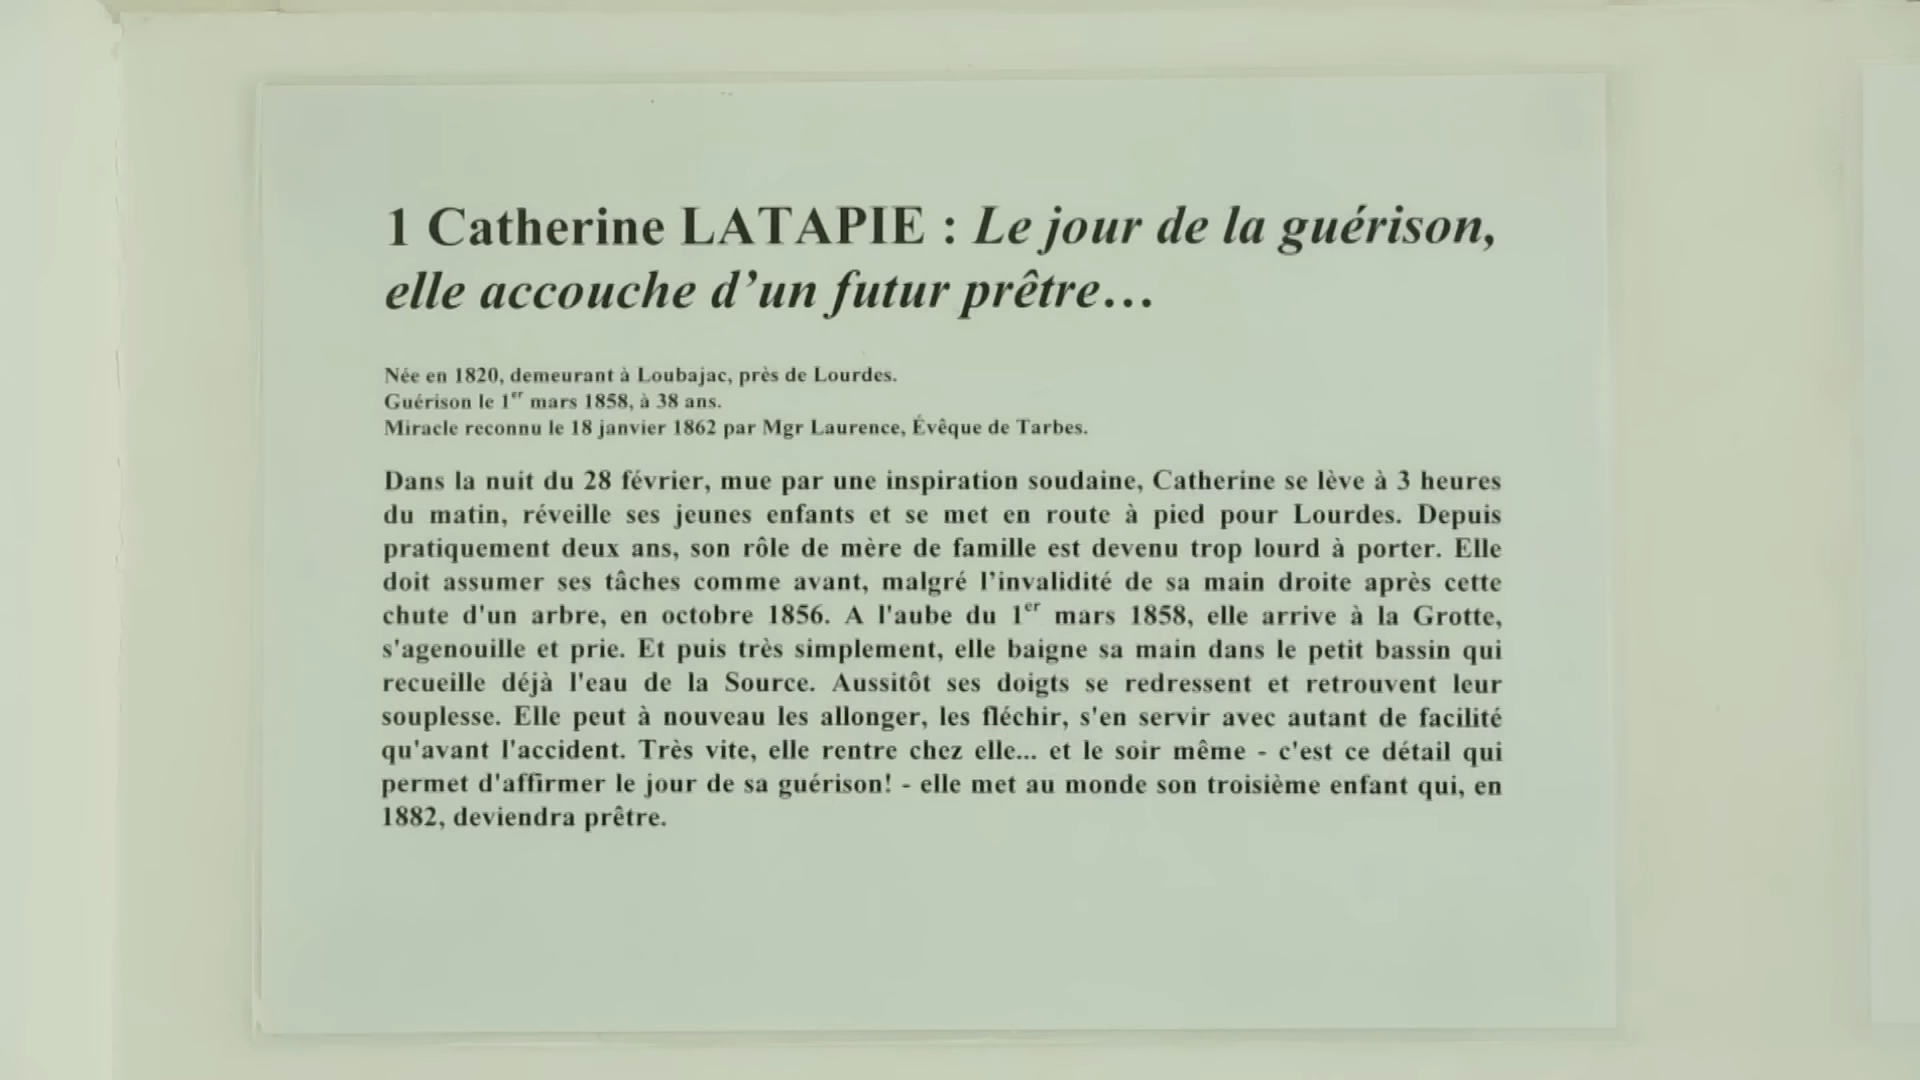 1 Catherine LATAPIE : Le jour de la guérison,
elle accouche d’un futur prêtre…
Née en 1820, demeurant à Loubajac, près de Lourdes.
Guérison le 1er mars 1858, à 38 ans.
Miracle reconnu le 18 janvier 1862 par Mgr Laurence, Évêque de Tarbes.
Dans la nuit du 28 février, mue par une inspiration soudaine, Catherine se lève à 3 heures
du matin, réveille ses jeunes enfants et se met en route à pied pour Lourdes. Depuis
pratiquement deux ans, son rôle de mère de famille est devenu trop lourd à porter. Elle
doit assumer ses tâches comme avant, malgré l’invalidité de sa main droite après cette
chute d'un arbre, en octobre 1856. A l'aube du 1er mars 1858, elle arrive à la Grotte,
s'agenouille et prie. Et puis très simplement, elle baigne sa main dans le petit bassin qui
recueille déjà l'eau de la Source. Aussitôt ses doigts se redressent et retrouvent leur
souplesse. Elle peut à nouveau les allonger, les fléchir, s'en servir avec autant de facilité
qu'avant l'accident. Très vite, elle rentre chez elle... et le soir même - c'est ce détail qui
permet d'affirmer le jour de sa guérison! - elle met au monde son troisième enfant qui, en
1882, deviendra prêtre.